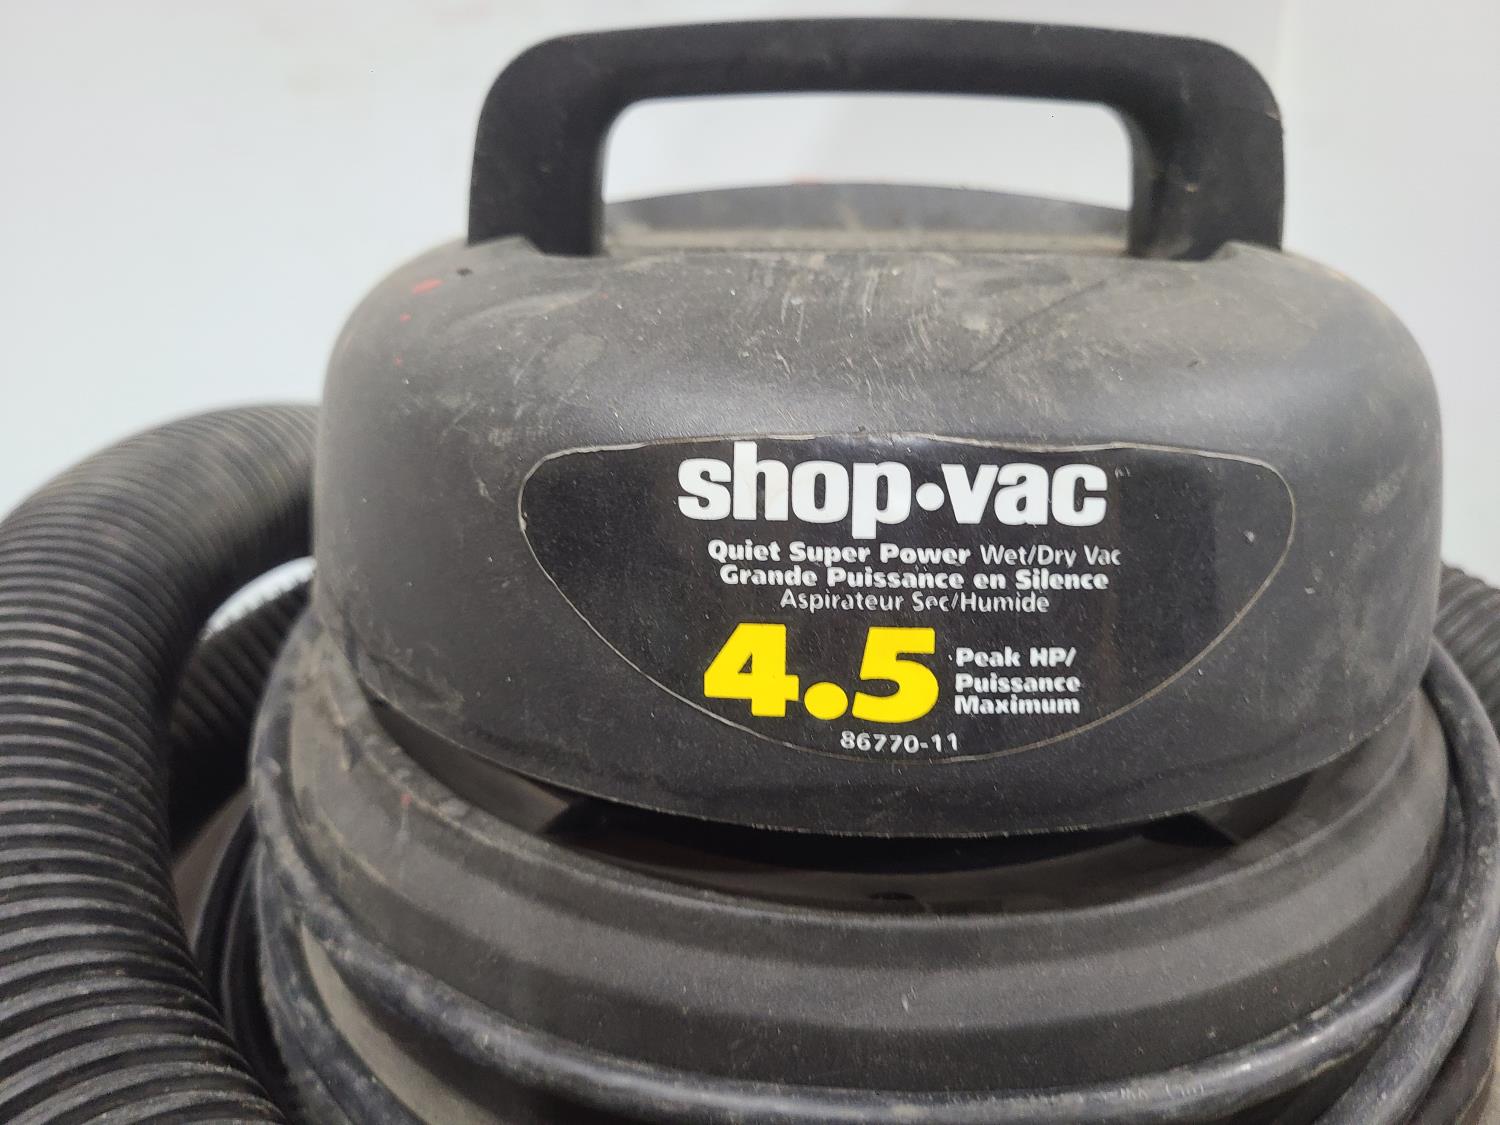 shop•vac
Quiet Super Power Wet/Dry Vac
Grande Puissance en Silence
Aspirateur Sec/Humide
4.5 Peak HP/
Puissance
Maximum
86770-11